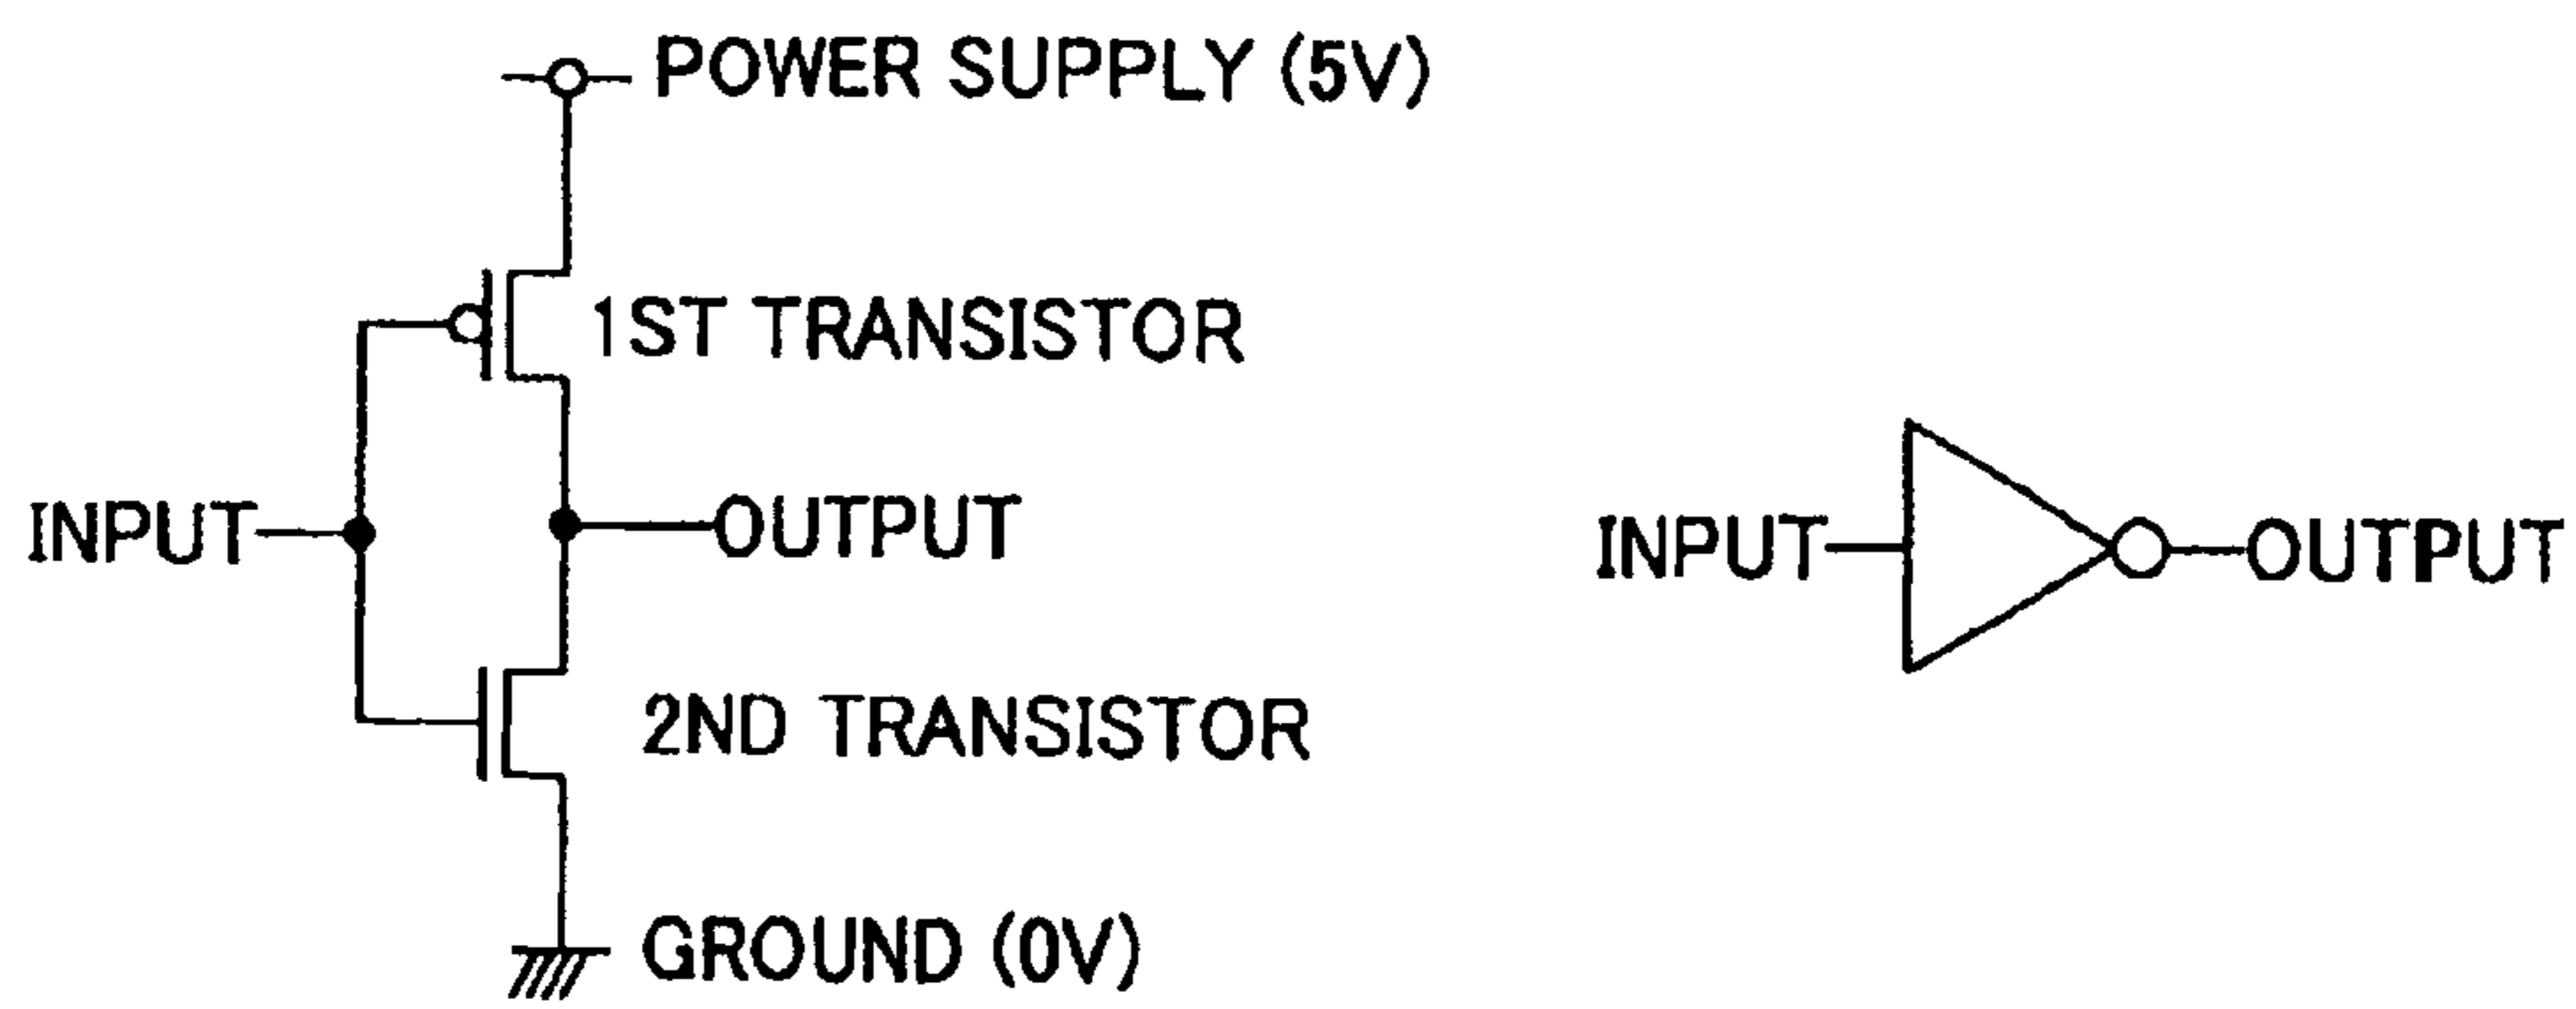 POWER SUPPLY (5V)
1ST TRANSISTOR
INPUT
OUTPUT
2ND TRANSISTOR
GROUND (0V)
INPUT
OUTPUT